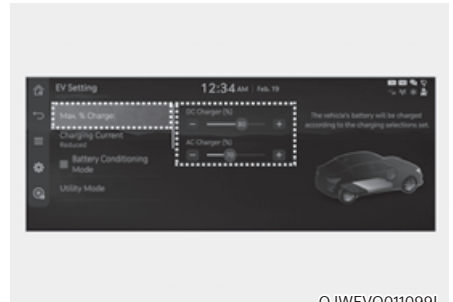 EV Setting
12:34 AM Feb. 19
Max. % Charge:
DC Charger (%)
80
The vehicle's battery will be charged
according to the charging selections set.
Charging Current
Reduced
AC Charger (%)
70
Battery Conditioning
Mode
Utility Mode